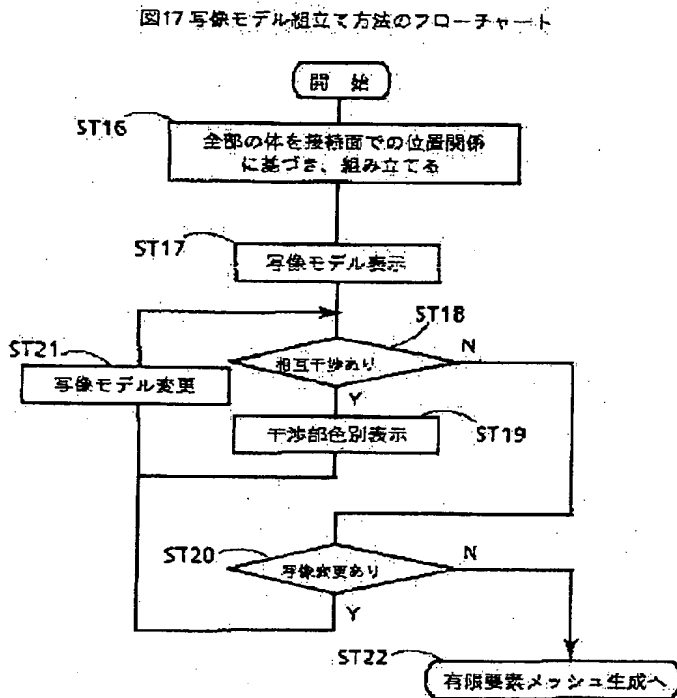 図17 写像モデル組立て方法のフローチャート
開 始
ST16
全部の体を接続面での位置関係
に基づき、組み立てる
ST17
写像モデル表示
ST18
相互干渉あり
N
Y
ST21
写像モデル変更
干渉部色別表示
ST19
ST20
写像変更あり
N
Y
ST22
有限要素メッシュ生成へ